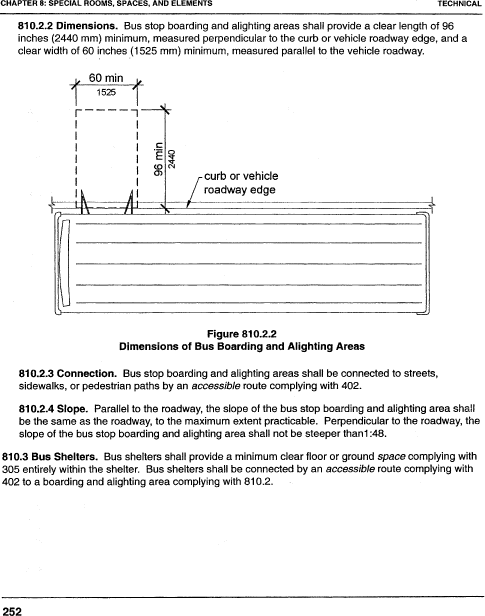 CHAPTER 8: SPECIAL ROOMS, SPACES, AND ELEMENTS TECHNICAL
810.2.2 Dimensions. Bus stop boarding and alighting areas shall provide a clear length of 96
inches (2440 mm) minimum, measured perpendicular to the curb or vehicle roadway edge, and a
clear width of 60 inches (1525 mm) minimum, measured parallel to the vehicle roadway.
60 min
1525
96 min
2440
curb or vehicle
roadway edge
Figure 810.2.2
Dimensions of Bus Boarding and Alighting Areas
810.2.3 Connection. Bus stop boarding and alighting areas shall be connected to streets,
sidewalks, or pedestrian paths by an accessible route complying with 402.
810.2.4 Slope. Parallel to the roadway, the slope of the bus stop boarding and alighting area shall
be the same as the roadway, to the maximum extent practicable. Perpendicular to the roadway, the
slope of the bus stop boarding and alighting area shall not be steeper than1:48.
810.3 Bus Shelters. Bus shelters shall provide a minimum clear floor or ground space complying with
305 entirely within the shelter. Bus shelters shall be connected by an accessible route complying with
402 to a boarding and alighting area complying with 810.2.
252